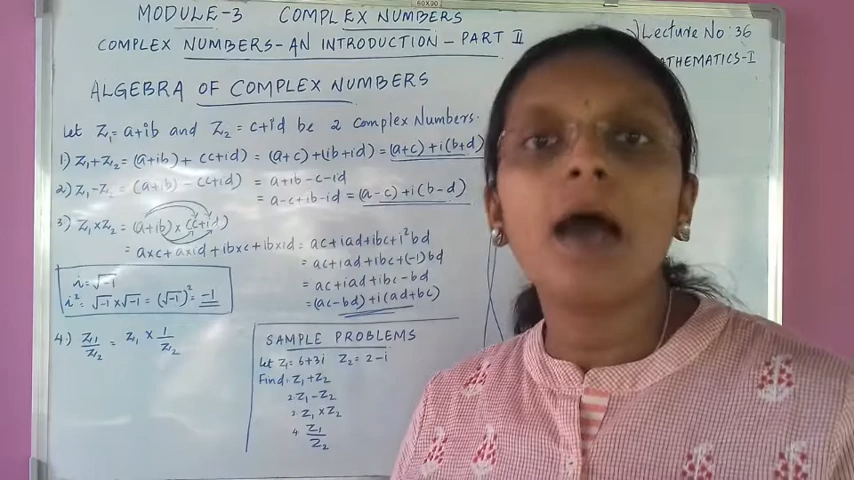 MODULE-3 COMPLEX NUMBERS
Lecture No: 36
COMPLEX NUMBERS-AN INTRODUCTION-PART II
MATHEMATICS-I
ALGEBRA OF COMPLEX NUMBERS
Let Z₁=a+ib and Z₂=c+id be 2 complex Numbers.
1) Z₁+Z₂=(a+ib)+(c+id)=(a+c)+(ib+id)=(a+c)+i(b+d)
2) Z₁-Z₂=(a+ib)-(c+id) = a+ib-c-id
= a-c+ib-id=(a-c)+i(b-d)
3) Z₁×Z₂=(a+ib)×(c+id)
= a×c+a×id+ib×c+ib×id = ac+iad+ibc+i²bd
= ac+iad+ibc+(-1)bd
= ac+iad+ibc-bd
=(ac-bd)+i(ad+bc)
i=√-1
i²=√-1×√-1=(√-1)²=-1
4) Z₁/Z₂ = Z₁×1/Z₂
SAMPLE PROBLEMS
Let Z₁=6+3i Z₂=2-i
Find: Z₁+Z₂
2. Z₁-Z₂
3. Z₁×Z₂
4. Z₁/Z₂